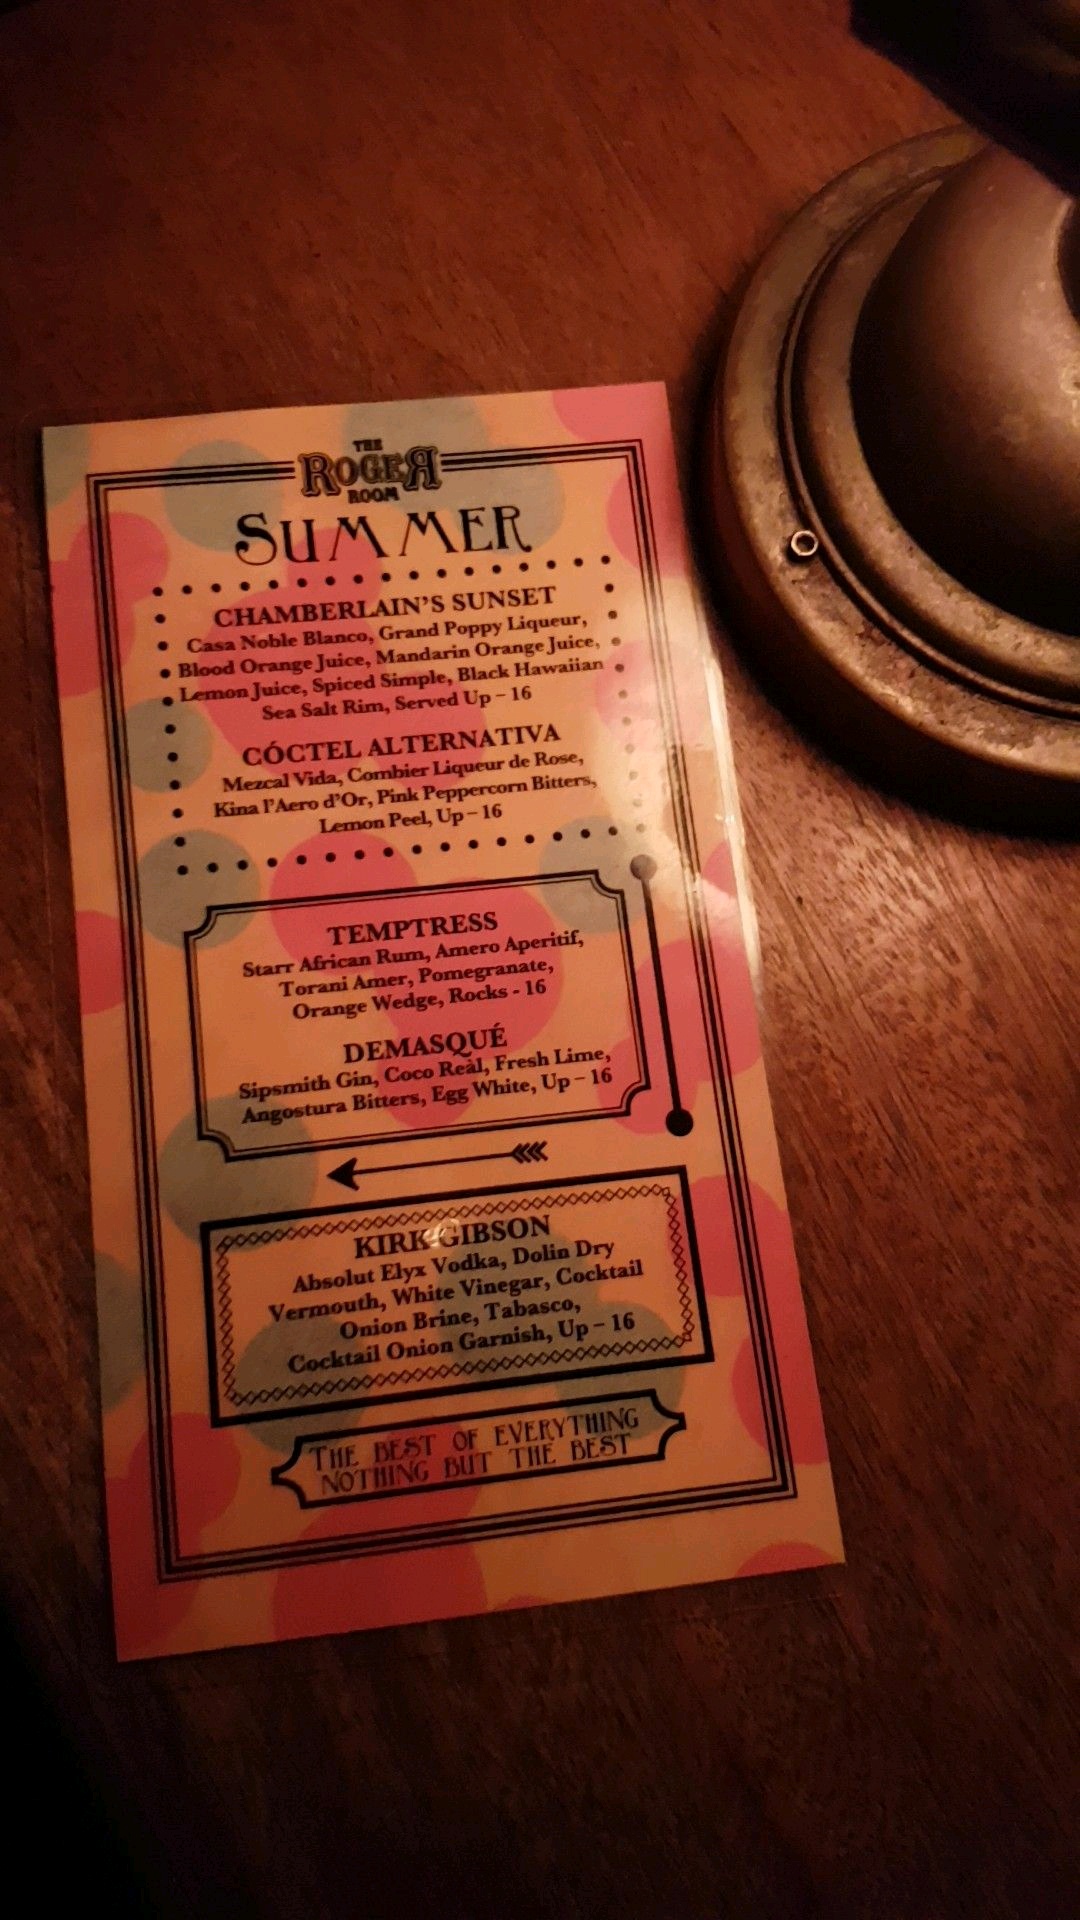 THE
ROGER
ROOM
SUMMER
CHAMBERLAIN'S SUNSET
Casa Noble Blanco, Grand Poppy Liqueur,
Blood Orange Juice, Mandarin Orange Juice,
Lemon Juice, Spiced Simple, Black Hawaiian
Sea Salt Rim, Served Up – 16
CÓCTEL ALTERNATIVA
Mezcal Vida, Combier Liqueur de Rose,
Kina l'Aero d'Or, Pink Peppercorn Bitters,
Lemon Peel, Up – 16
TEMPTRESS
Starr African Rum, Amero Aperitif,
Torani Amer, Pomegranate,
Orange Wedge, Rocks - 16
DEMASQUÉ
Sipsmith Gin, Coco Reàl, Fresh Lime,
Angostura Bitters, Egg White, Up – 16
KIRK GIBSON
Absolut Elyx Vodka, Dolin Dry
Vermouth, White Vinegar, Cocktail
Onion Brine, Tabasco,
Cocktail Onion Garnish, Up – 16
THE BEST OF EVERYTHING
NOTHING BUT THE BEST